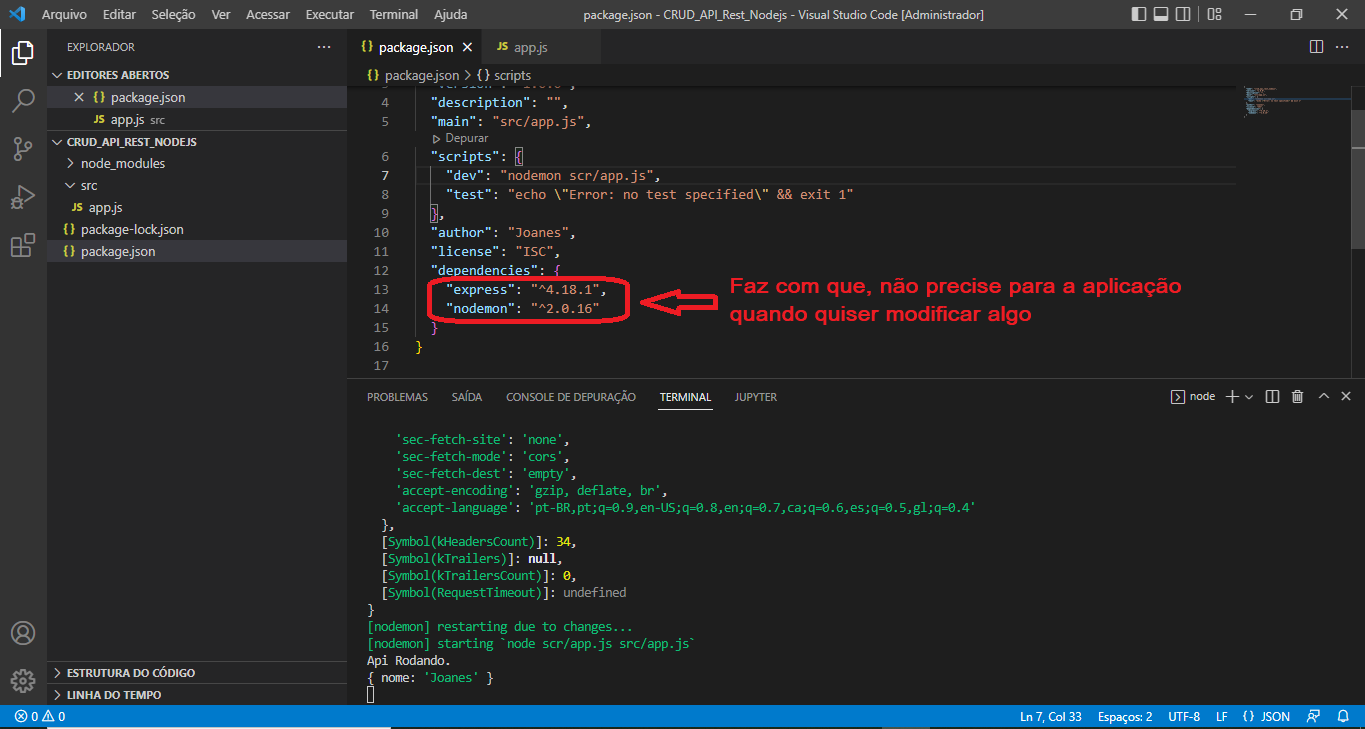 Arquivo Editar Seleção Ver Acessar Executar Terminal Ajuda
package.json - CRUD_API_Rest_Nodejs - Visual Studio Code [Administrador]
EXPLORADOR
EDITORES ABERTOS
{} package.json
JS app.js src
CRUD_API_REST_NODEJS
node_modules
src
JS app.js
{} package-lock.json
{} package.json
ESTRUTURA DO CÓDIGO
LINHA DO TEMPO
{} package.json
JS app.js
{} package.json > {} scripts
4 "description": "",
5 "main": "src/app.js",
Depurar
6 "scripts": {
7 "dev": "nodemon scr/app.js",
8 "test": "echo \"Error: no test specified\" && exit 1"
9 },
10 "author": "Joanes",
11 "license": "ISC",
12 "dependencies": {
13 "express": "^4.18.1",
14 "nodemon": "^2.0.16"
15 }
16 }
17
Faz com que, não precise para a aplicação
quando quiser modificar algo
PROBLEMAS SAÍDA CONSOLE DE DEPURAÇÃO TERMINAL JUPYTER
node
'sec-fetch-site': 'none',
'sec-fetch-mode': 'cors',
'sec-fetch-dest': 'empty',
'accept-encoding': 'gzip, deflate, br',
'accept-language': 'pt-BR,pt;q=0.9,en-US;q=0.8,en;q=0.7,ca;q=0.6,es;q=0.5,gl;q=0.4'
},
[Symbol(kHeadersCount)]: 34,
[Symbol(kTrailers)]: null,
[Symbol(kTrailersCount)]: 0,
[Symbol(RequestTimeout)]: undefined
}
[nodemon] restarting due to changes...
[nodemon] starting `node scr/app.js src/app.js`
Api Rodando.
{ nome: 'Joanes' }
0 0
Ln 7, Col 33 Espaços: 2 UTF-8 LF {} JSON